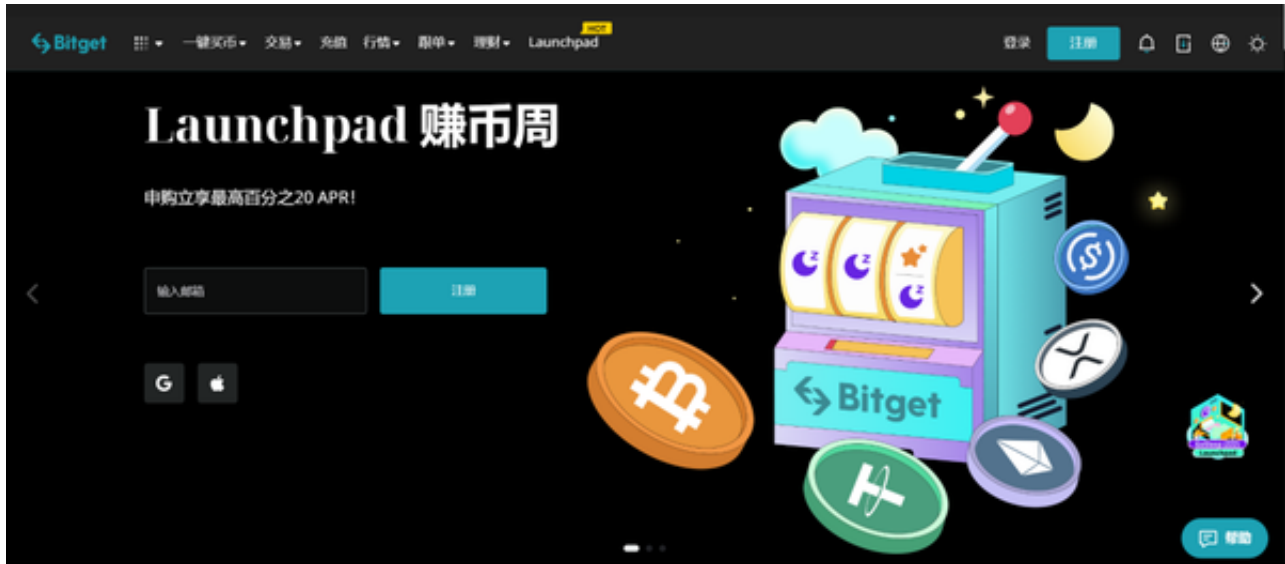 Bitget
一键买币
交易
充值
行情
跟单
理财
Launchpad
HOT
登录
注册
Launchpad 赚币周
申购立享最高百分之20 APR!
输入邮箱
注册
G
Bitget
Launchpad
帮助